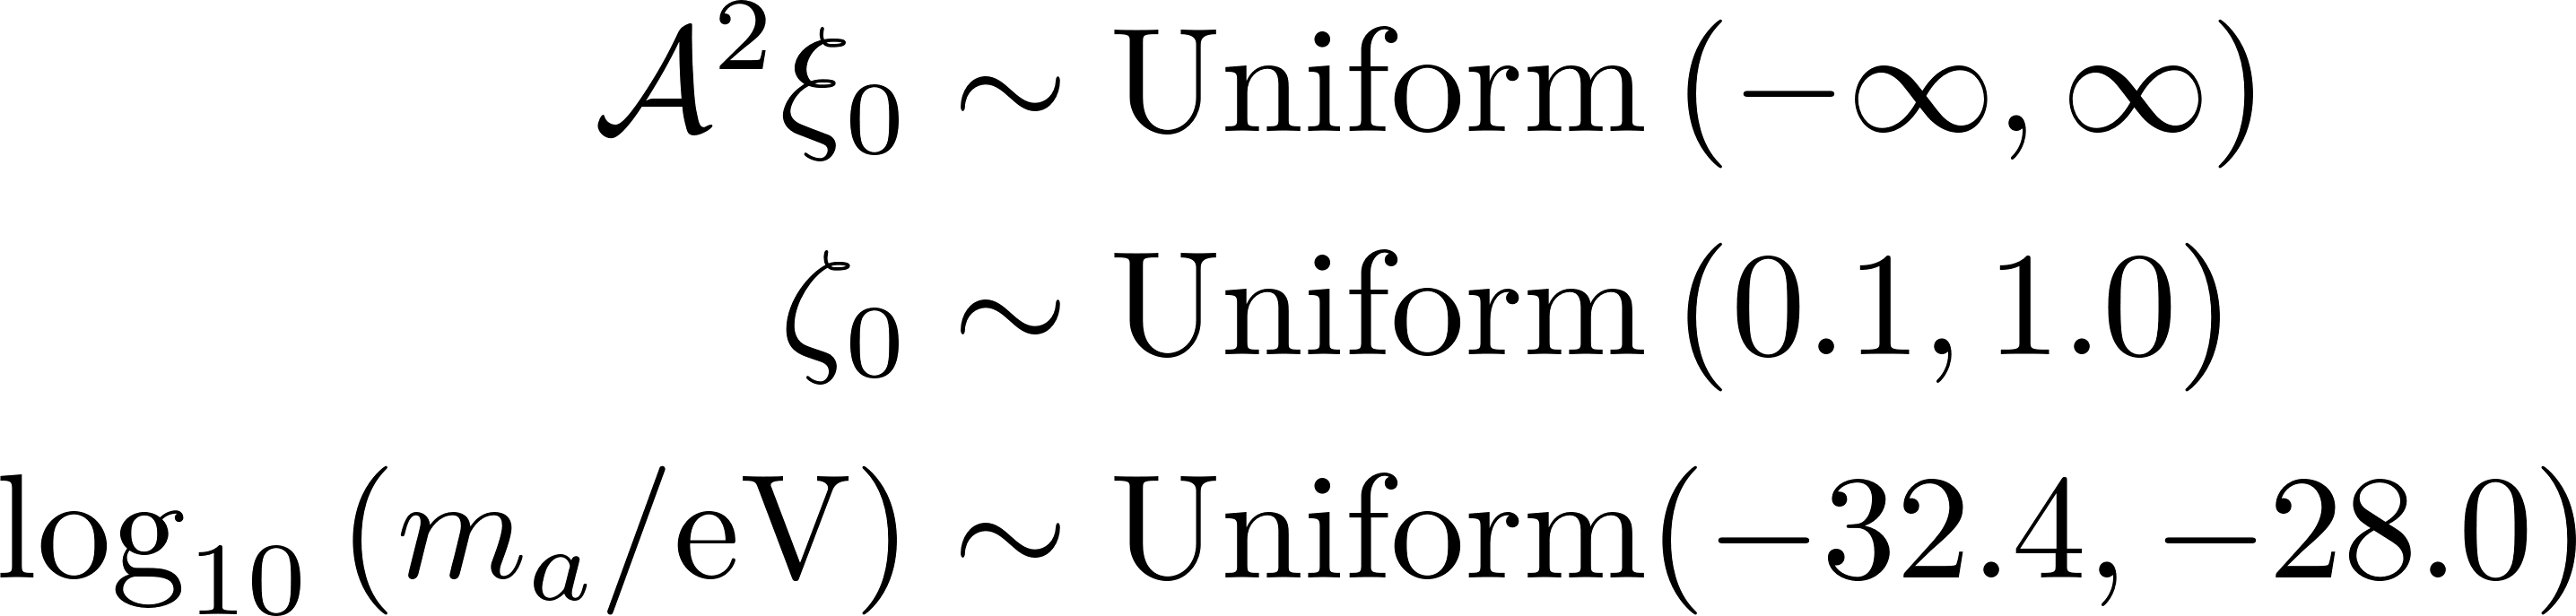 𝒜²ξ₀ ∼ Uniform (−∞, ∞)
ζ₀ ∼ Uniform (0.1, 1.0)
log₁₀ (mₐ/eV) ∼ Uniform(−32.4, −28.0)